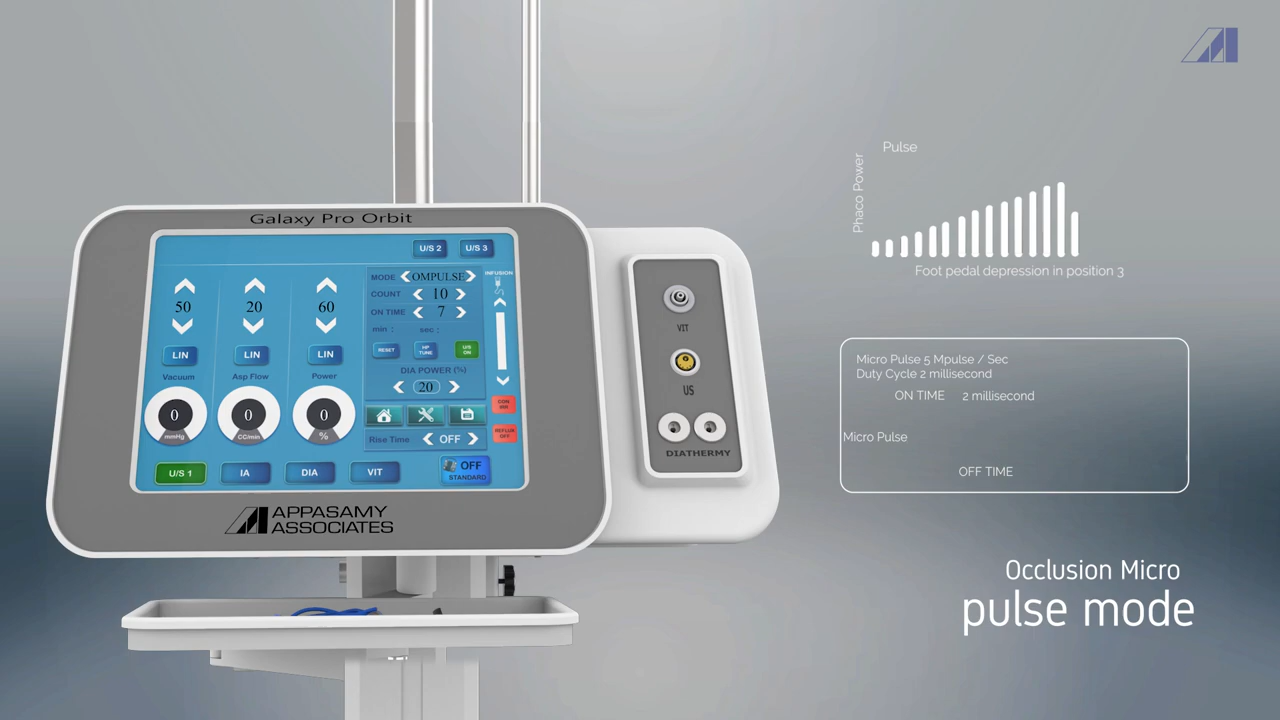 Galaxy Pro Orbit
U/S 2
U/S 3
50
20
60
LIN
LIN
LIN
Vacuum
Asp Flow
Power
0
mmHg
0
CC/min
0
%
MODE OMPULSE
COUNT 10
ON TIME 7
min : sec :
RESET
HP
TUNE
U/S
ON
DIA POWER (%)
20
Rise Time OFF
INFUSION
CON
REFLUX
OFF
U/S 1
IA
DIA
VIT
OFF
STANDARD
APPASAMY
ASSOCIATES
VIT
US
DIATHERMY
Pulse
Phaco Power
Foot pedal depression in position 3
Micro Pulse 5 Mpulse / Sec
Duty Cycle 2 millisecond
ON TIME 2 millisecond
Micro Pulse
OFF TIME
Occlusion Micro
pulse mode